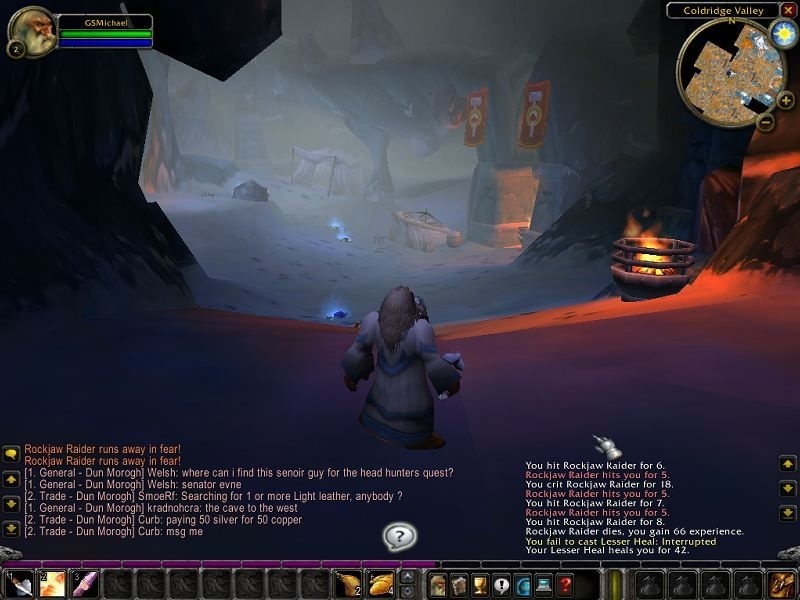 GSMichael
2
Coldridge Valley
N
Rockjaw Raider runs away in fear!
Rockjaw Raider runs away in fear!
[1. General - Dun Morogh] Welsh: where can i find this senoir guy for the head hunters quest?
[1. General - Dun Morogh] Welsh: senator evne
[2. Trade - Dun Morogh] SmoeRf: Searching for 1 or more Light leather, anybody ?
[1. General - Dun Morogh] kradnohcra: the cave to the west
[2. Trade - Dun Morogh] Curb: paying 50 silver for 50 copper
[2. Trade - Dun Morogh] Curb: msg me
You hit Rockjaw Raider for 6.
Rockjaw Raider hits you for 5.
You crit Rockjaw Raider for 18.
Rockjaw Raider hits you for 5.
You hit Rockjaw Raider for 7.
Rockjaw Raider hits you for 5.
You hit Rockjaw Raider for 8.
Rockjaw Raider dies, you gain 66 experience.
You fail to cast Lesser Heal: Interrupted
Your Lesser Heal heals you for 42.
?
1 2 3 2 4 ! ?